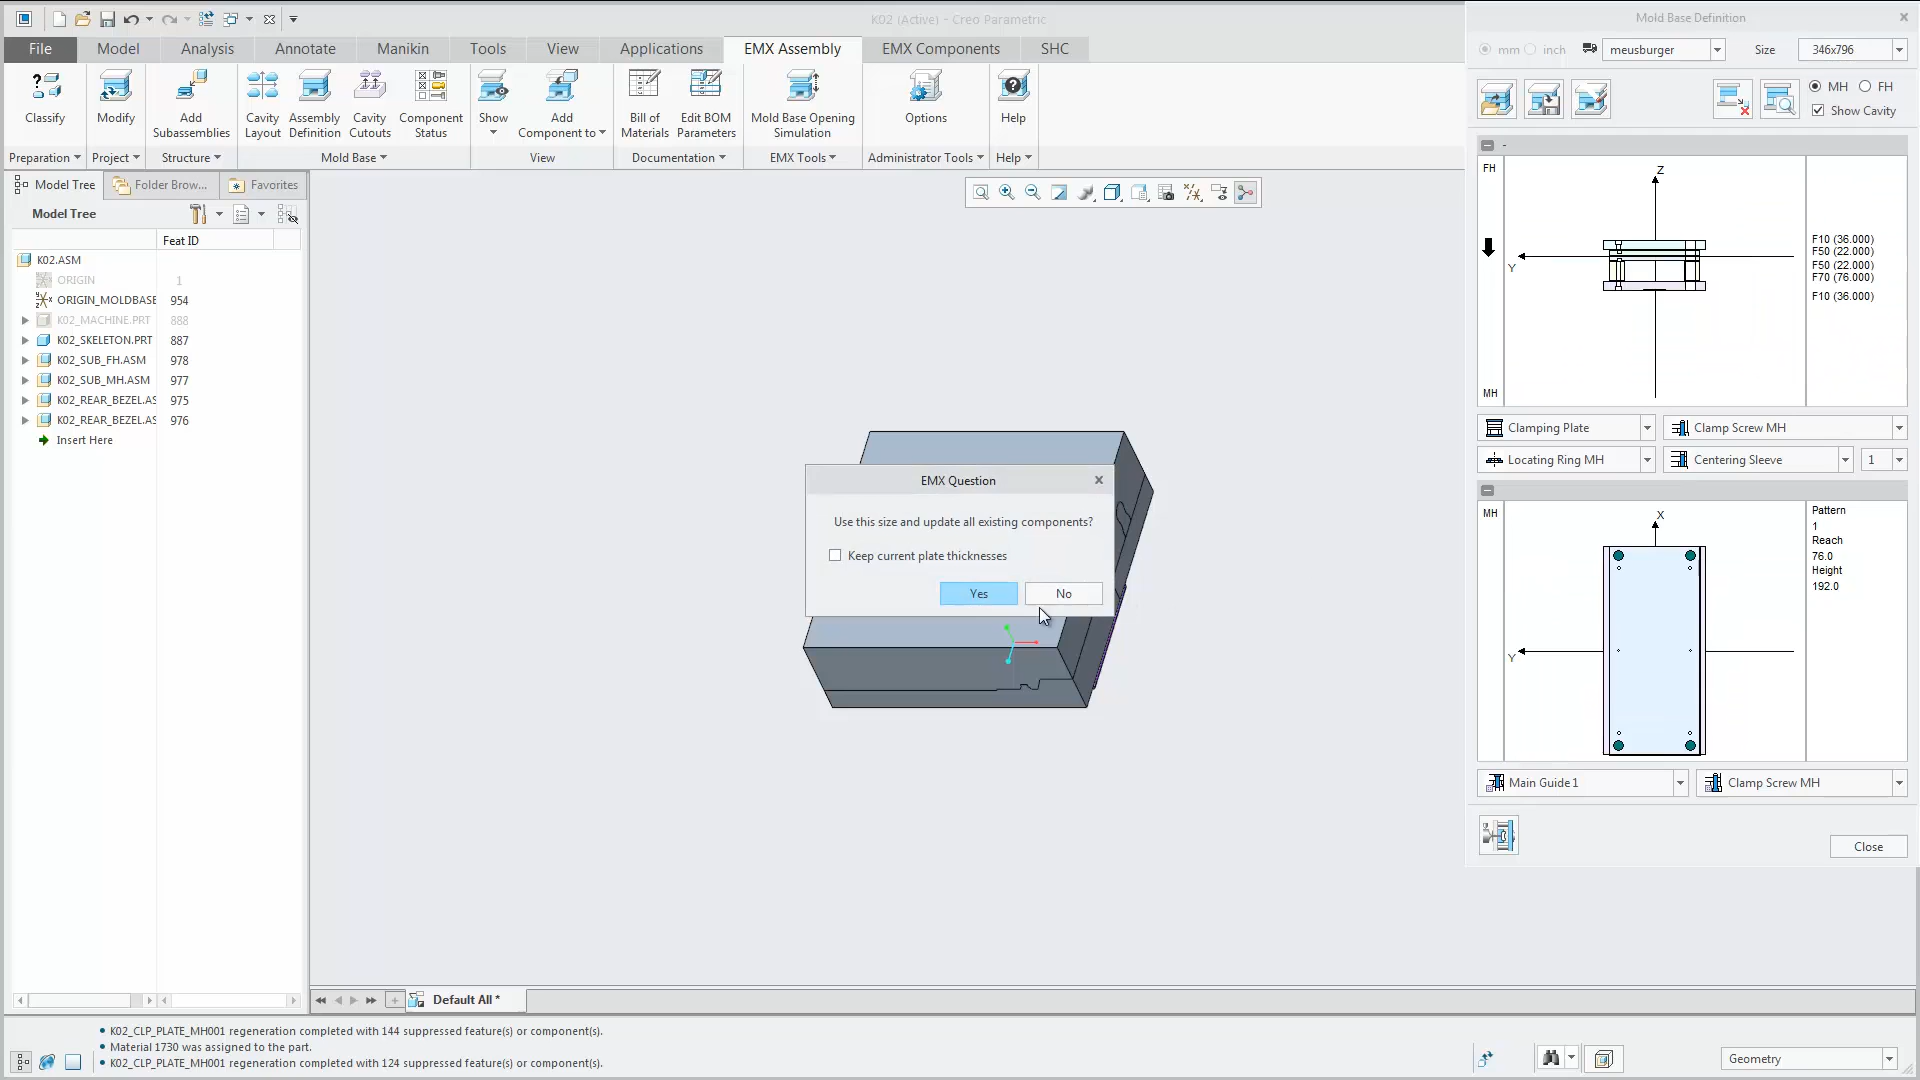 K02 (Active) - Creo Parametric
File Model Analysis Annotate Manikin Tools View Applications EMX Assembly EMX Components SHC
Classify
Modify
Add Subassemblies
Cavity Layout
Assembly Definition
Cavity Cutouts
Component Status
Show
Add Component to
Bill of Materials
Edit BOM Parameters
Mold Base Opening Simulation
Options
Help
Preparation Project Structure Mold Base View Documentation EMX Tools Administrator Tools Help
Model Tree Folder Brow... Favorites
Model Tree
Feat ID
K02.ASM
ORIGIN 1
ORIGIN_MOLDBASE 954
K02_MACHINE.PRT 888
K02_SKELETON.PRT 887
K02_SUB_FH.ASM 978
K02_SUB_MH.ASM 977
K02_REAR_BEZEL.AS 975
K02_REAR_BEZEL.AS 976
Insert Here
EMX Question
Use this size and update all existing components?
Keep current plate thicknesses
Yes No
Mold Base Definition
mm inch meusburger Size 346x796
MH FH
Show Cavity
-
FH
Z
Y
F10 (36.000)
F50 (22.000)
F50 (22.000)
F70 (76.000)
F10 (36.000)
MH
Clamping Plate Clamp Screw MH
Locating Ring MH Centering Sleeve 1
MH
X
Y
Pattern
1
Reach
76.0
Height
192.0
Main Guide 1 Clamp Screw MH
Close
Default All *
K02_CLP_PLATE_MH001 regeneration completed with 144 suppressed feature(s) or component(s).
Material 1730 was assigned to the part.
K02_CLP_PLATE_MH001 regeneration completed with 124 suppressed feature(s) or component(s).
Geometry